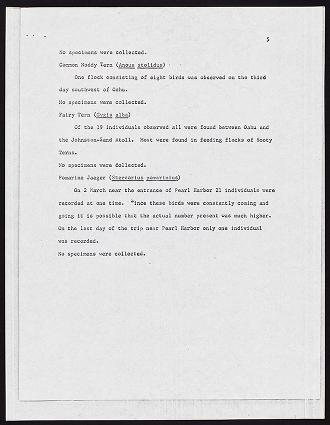 5
No specimens were collected.
Common Noddy Tern (Anous stolidus)
One flock consisting of eight birds was observed on the third
day southwest of Oahu.
No specimens were collected.
Fairy Tern (Gygis alba)
Of the 19 individuals observed all were found between Oahu and
the Johnston-Sand Atoll. Most were found in feeding flocks of Sooty
Terns.
No specimens were collected.
Pomarine Jaeger (Stercorarius pomarinus)
On 2 March near the entrance of Pearl Harbor 21 individuals were
recorded at one time. "Since these birds were constantly coming and
going it is possible that the actual number present was much higher.
On the last day of the trip near Pearl Harbor only one individual
was recorded.
No specimens were collected.